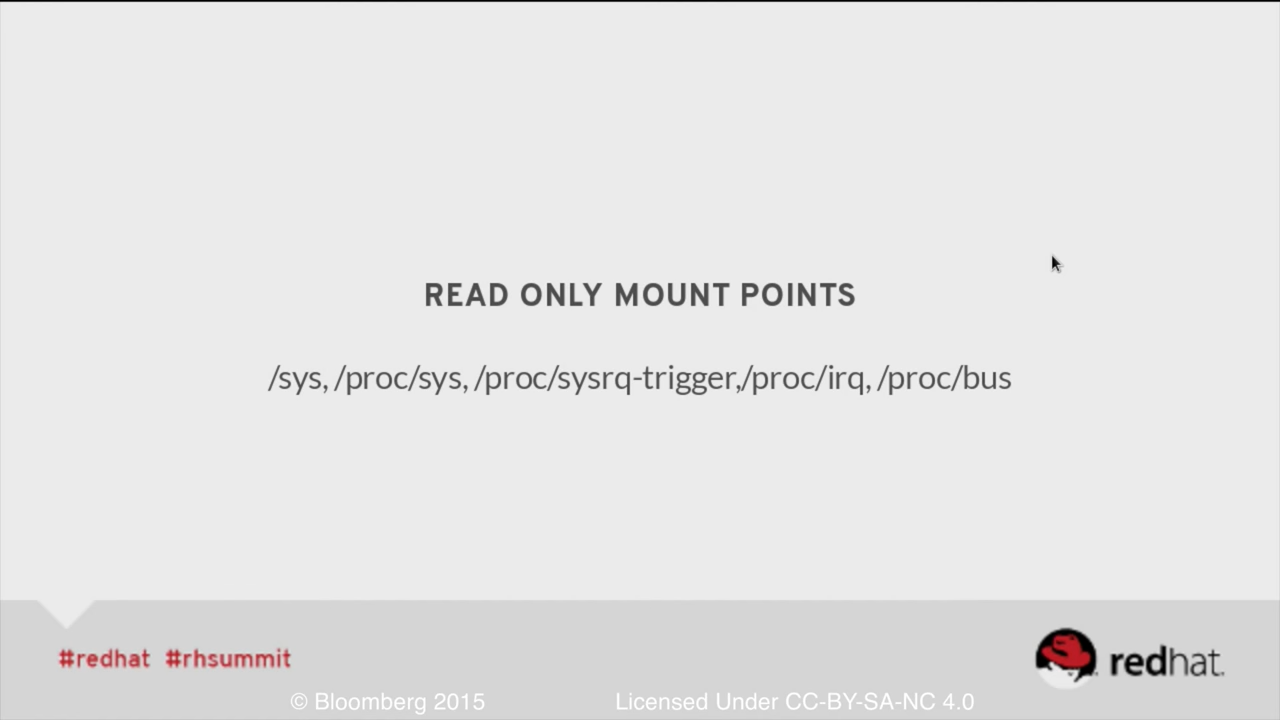 READ ONLY MOUNT POINTS
/sys, /proc/sys, /proc/sysrq-trigger,/proc/irq, /proc/bus
#redhat #rhsummit
redhat.
© Bloomberg 2015 Licensed Under CC-BY-SA-NC 4.0